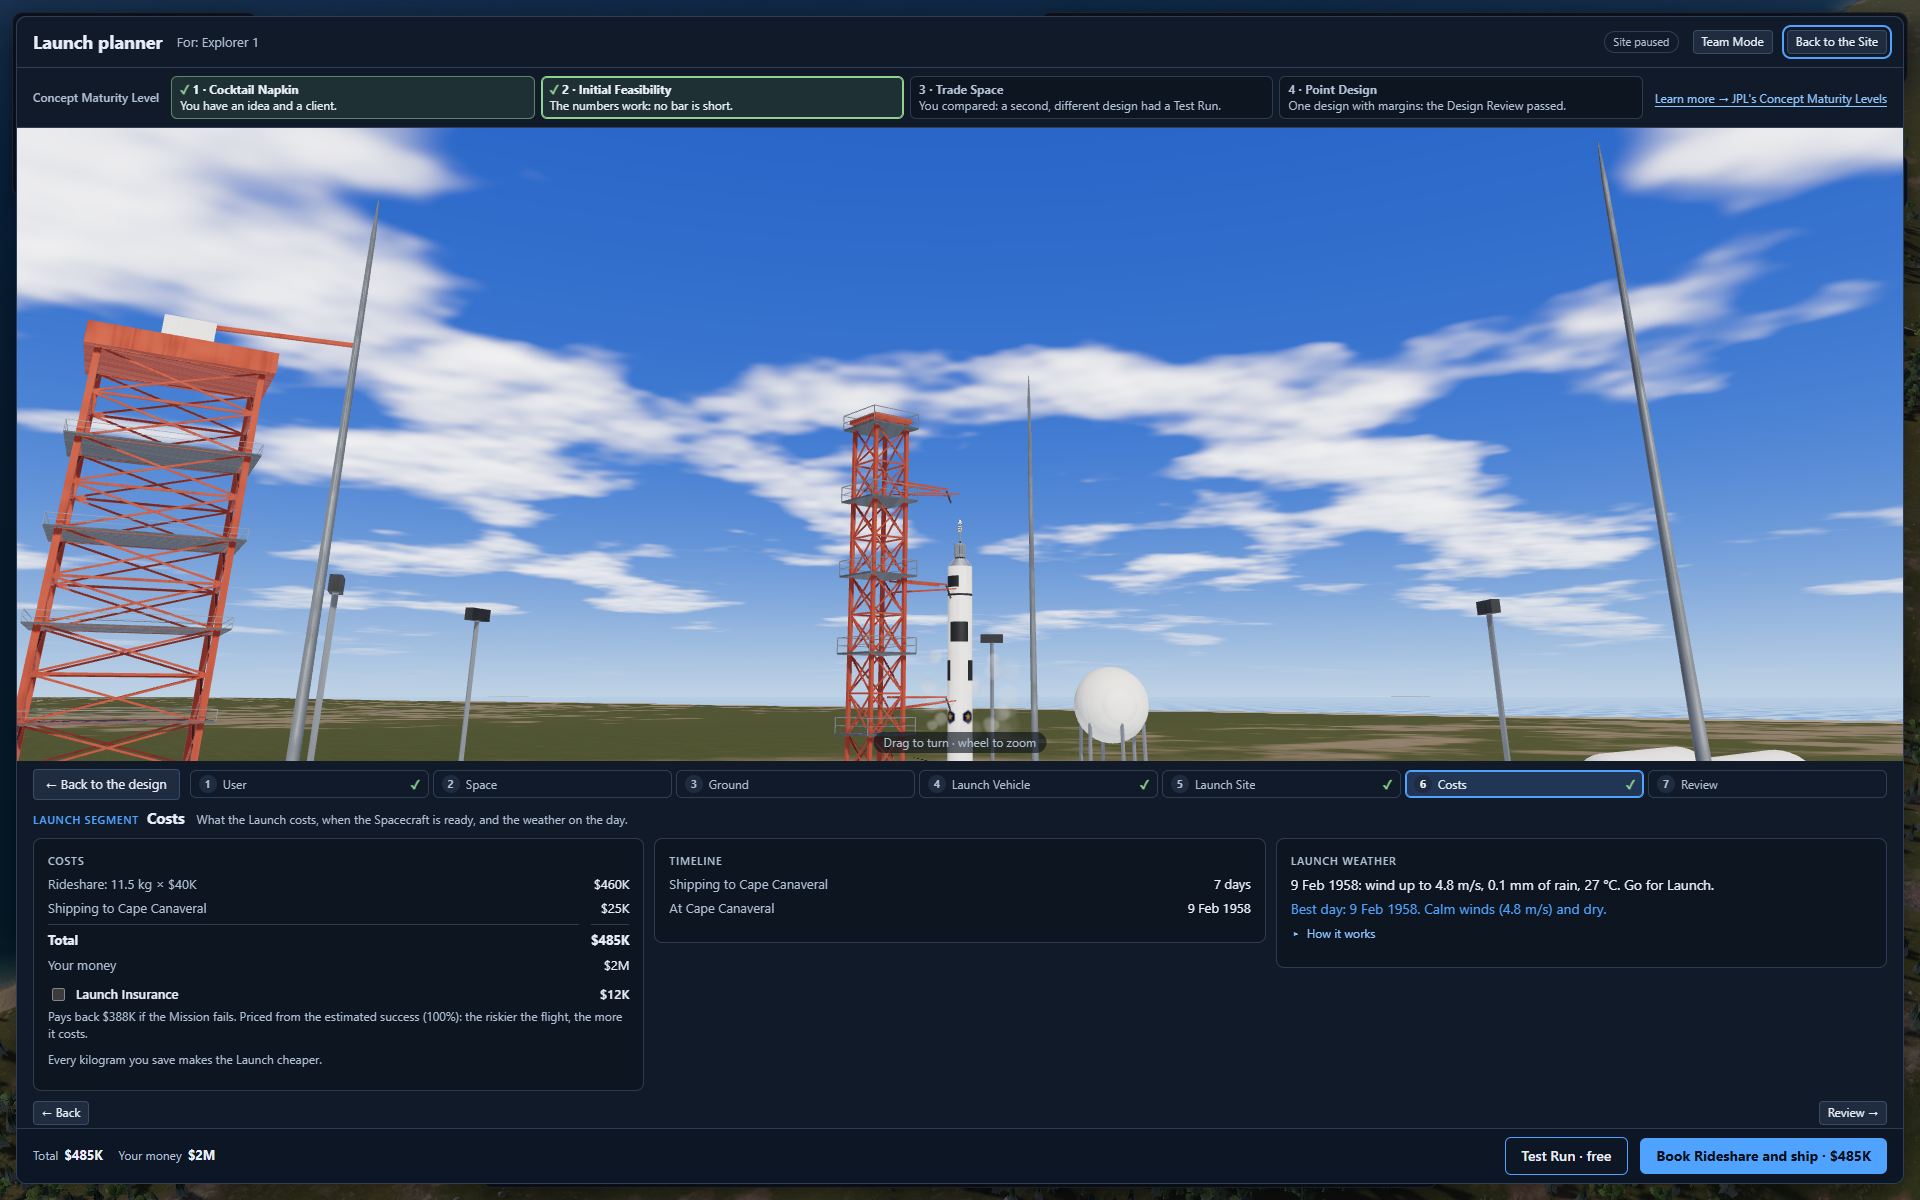 Launch planner
For: Explorer 1
Site paused
Team Mode
Back to the Site
Concept Maturity Level
✓ 1 · Cocktail Napkin
You have an idea and a client.
✓ 2 · Initial Feasibility
The numbers work: no bar is short.
3 · Trade Space
You compared: a second, different design had a Test Run.
4 · Point Design
One design with margins: the Design Review passed.
Learn more → JPL's Concept Maturity Levels
Drag to turn · wheel to zoom
← Back to the design
1 User ✓
2 Space
3 Ground
4 Launch Vehicle ✓
5 Launch Site ✓
6 Costs ✓
7 Review
LAUNCH SEGMENT Costs What the Launch costs, when the Spacecraft is ready, and the weather on the day.
COSTS
Rideshare: 11.5 kg × $40K $460K
Shipping to Cape Canaveral $25K
Total $485K
Your money $2M
Launch Insurance $12K
Pays back $388K if the Mission fails. Priced from the estimated success (100%): the riskier the flight, the more
it costs.
Every kilogram you save makes the Launch cheaper.
TIMELINE
Shipping to Cape Canaveral 7 days
At Cape Canaveral 9 Feb 1958
LAUNCH WEATHER
9 Feb 1958: wind up to 4.8 m/s, 0.1 mm of rain, 27 °C. Go for Launch.
Best day: 9 Feb 1958. Calm winds (4.8 m/s) and dry.
▸ How it works
← Back
Review →
Total $485K Your money $2M
Test Run · free
Book Rideshare and ship · $485K